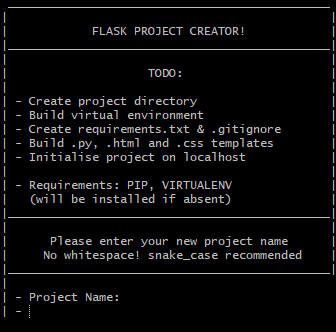 FLASK PROJECT CREATOR!
TODO:
- Create project directory
- Build virtual environment
- Create requirements.txt & .gitignore
- Build .py, .html and .css templates
- Initialise project on localhost
- Requirements: PIP, VIRTUALENV
(will be installed if absent)
Please enter your new project name
No whitespace! snake_case recommended
- Project Name:
-